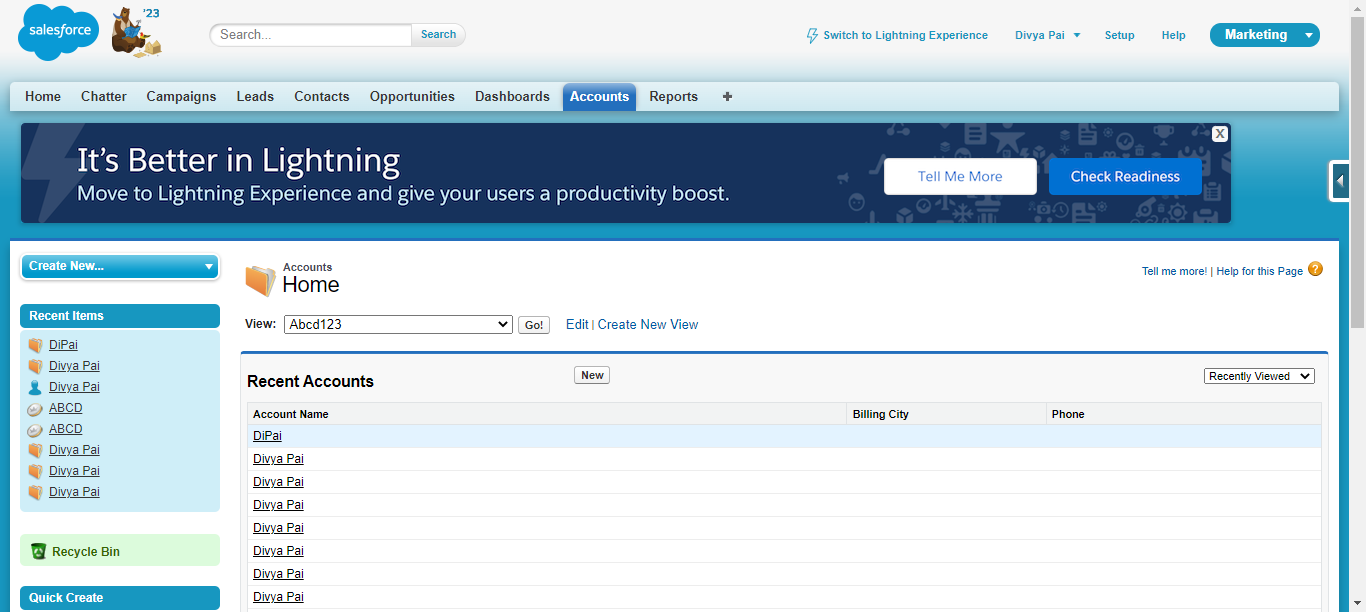 salesforce
'23
Search...
Search
Switch to Lightning Experience
Divya Pai
Setup
Help
Marketing
Home Chatter Campaigns Leads Contacts Opportunities Dashboards Accounts Reports +
It's Better in Lightning
Move to Lightning Experience and give your users a productivity boost.
Tell Me More
Check Readiness
X
Create New...
Recent Items
DiPai
Divya Pai
Divya Pai
ABCD
ABCD
Divya Pai
Divya Pai
Divya Pai
Recycle Bin
Quick Create
Accounts
Home
Tell me more! | Help for this Page ?
View: Abcd123 Go! Edit | Create New View
Recent Accounts
New
Recently Viewed
Account Name Billing City Phone
DiPai
Divya Pai
Divya Pai
Divya Pai
Divya Pai
Divya Pai
Divya Pai
Divya Pai